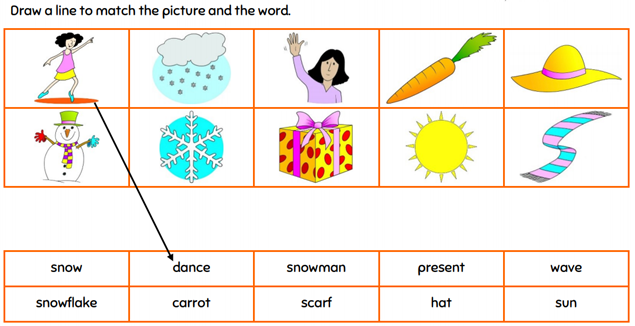 Draw a line to match the picture and the word.
snow dance snowman present wave
snowflake carrot scarf hat sun